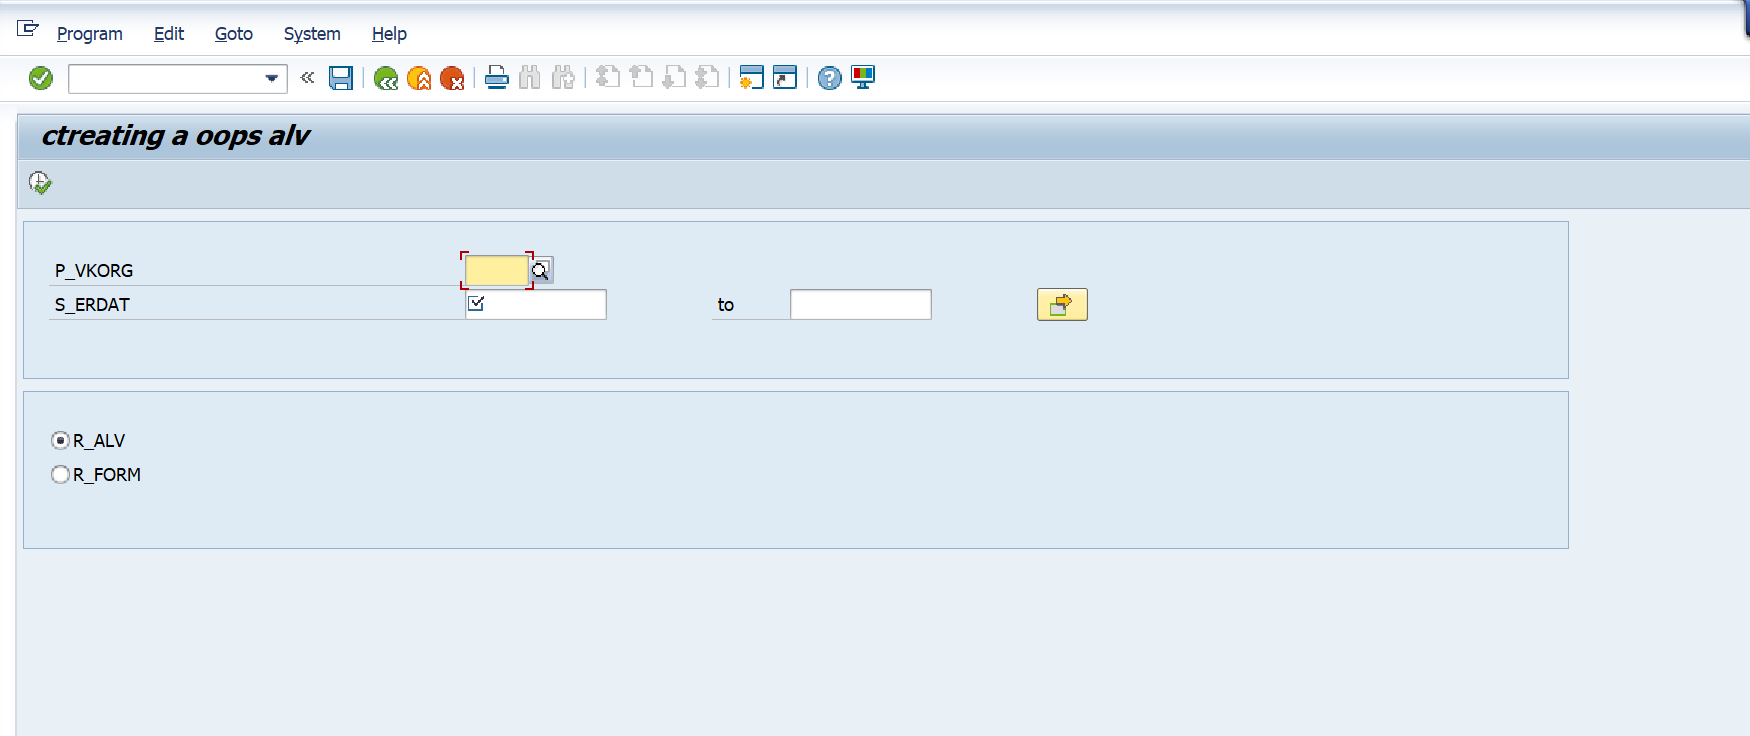 Program Edit Goto System Help
ctreating a oops alv
P_VKORG
S_ERDAT to
R_ALV
R_FORM